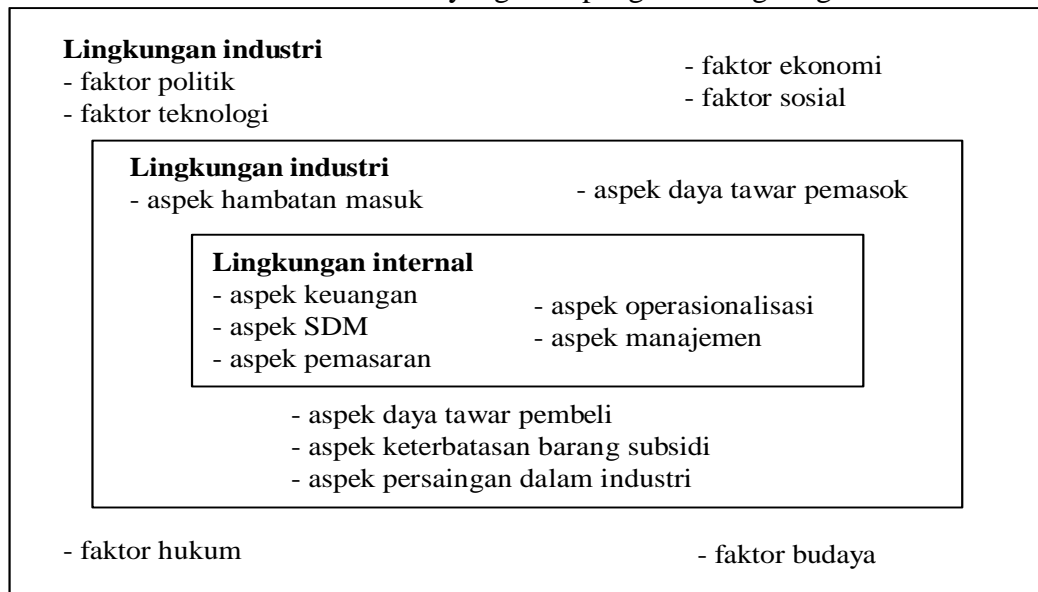 Lingkungan industri
- faktor politik
- faktor teknologi
- faktor ekonomi
- faktor sosial
Lingkungan industri
- aspek hambatan masuk
- aspek daya tawar pemasok
Lingkungan internal
- aspek keuangan
- aspek SDM
- aspek pemasaran
- aspek operasionalisasi
- aspek manajemen
- aspek daya tawar pembeli
- aspek keterbatasan barang subsidi
- aspek persaingan dalam industri
- faktor hukum
- faktor budaya